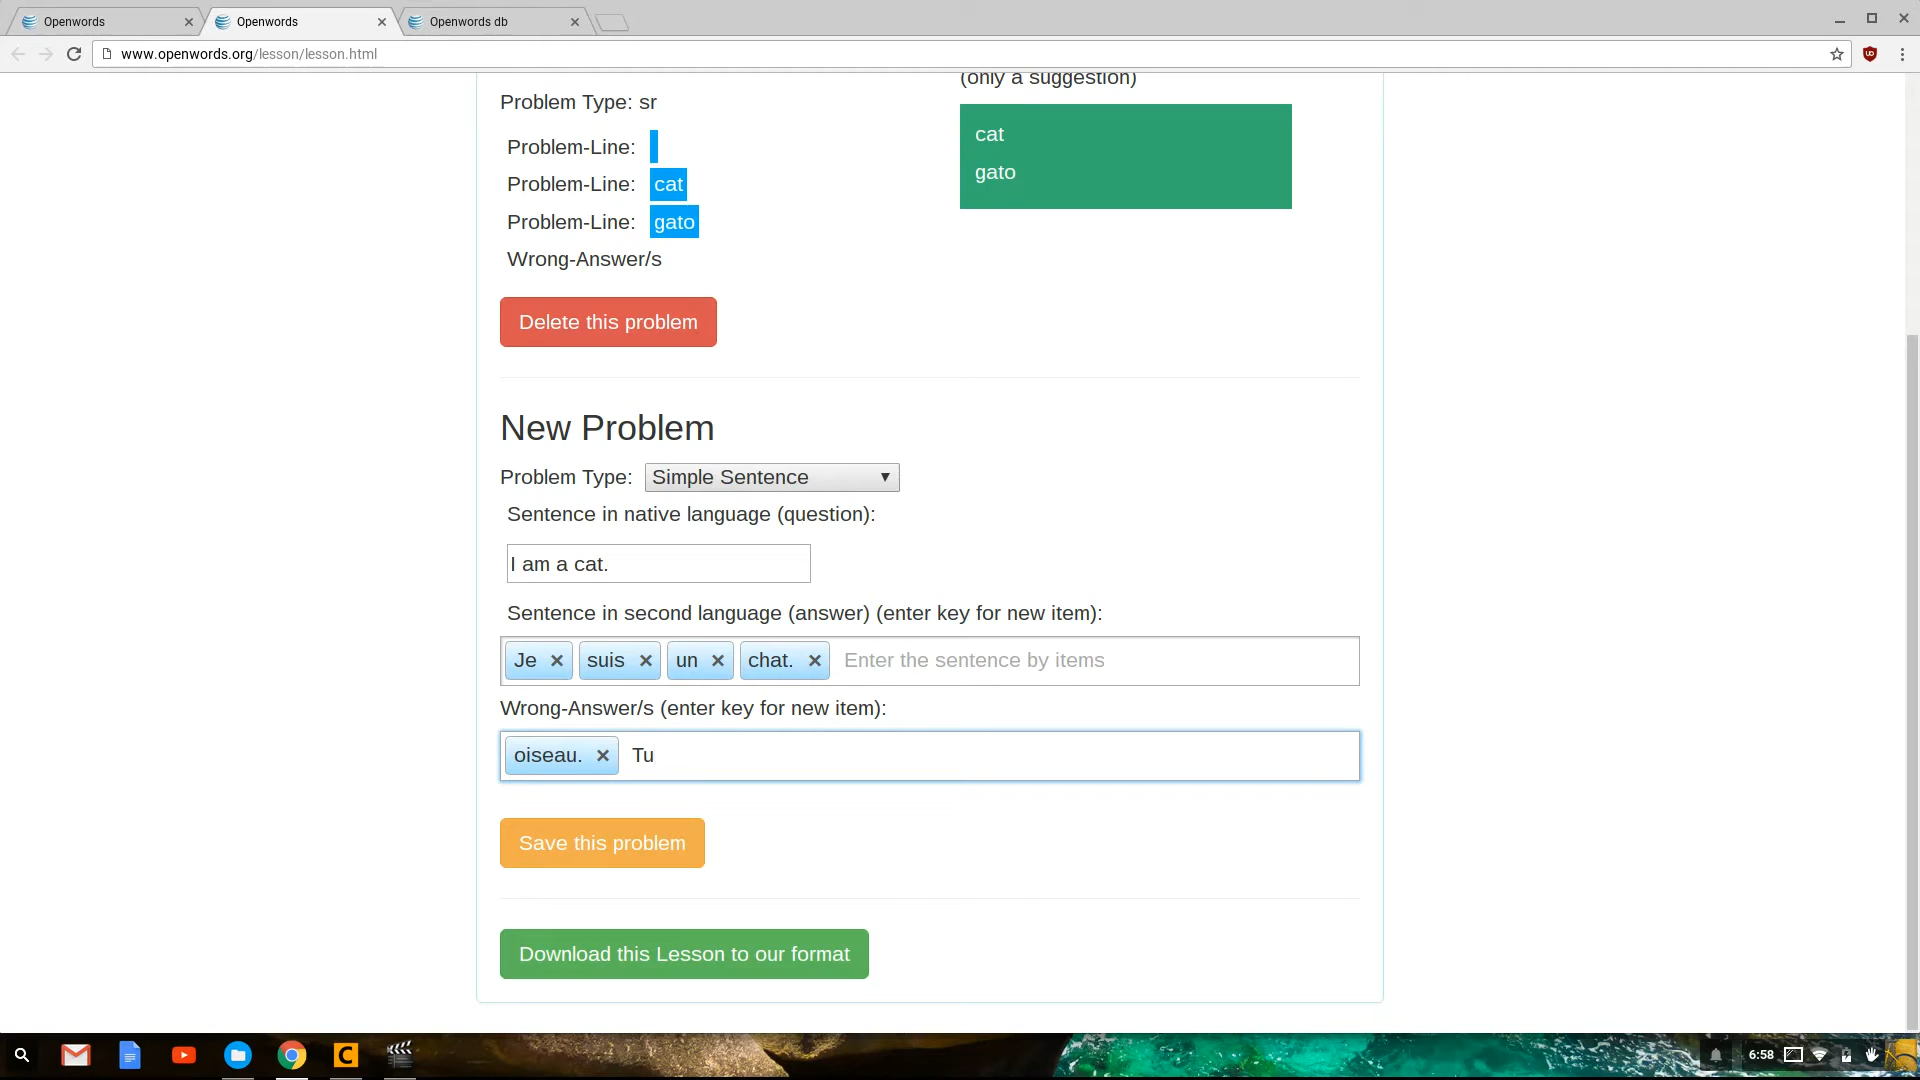 Openwords
Openwords
Openwords db
www.openwords.org/lesson/lesson.html
(only a suggestion)
Problem Type: sr
Problem-Line:
cat
Problem-Line: cat
gato
Problem-Line: gato
Wrong-Answer/s
Delete this problem
New Problem
Problem Type: Simple Sentence
Sentence in native language (question):
I am a cat.
Sentence in second language (answer) (enter key for new item):
Je suis un chat. Enter the sentence by items
Wrong-Answer/s (enter key for new item):
oiseau. Tu
Save this problem
Download this Lesson to our format
C
6:58